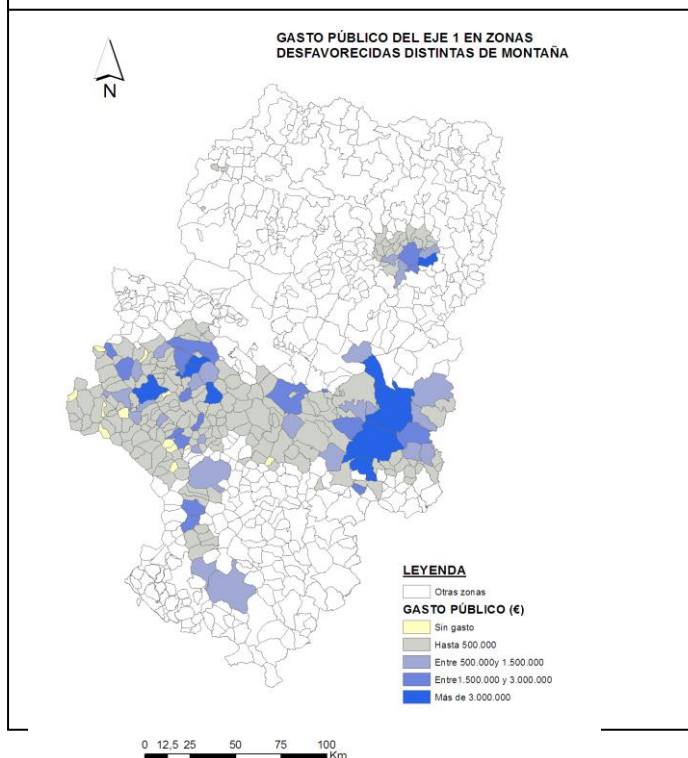 GASTO PÚBLICO DEL EJE 1 EN ZONAS
DESFAVORECIDAS DISTINTAS DE MONTAÑA
N
LEYENDA
Otras zonas
GASTO PÚBLICO (€)
Sin gasto
Hasta 500.000
Entre 500.000y 1.500.000
Entre1.500.000 y 3.000.000
Más de 3.000.000
0 12,5 25 50 75 100
Km